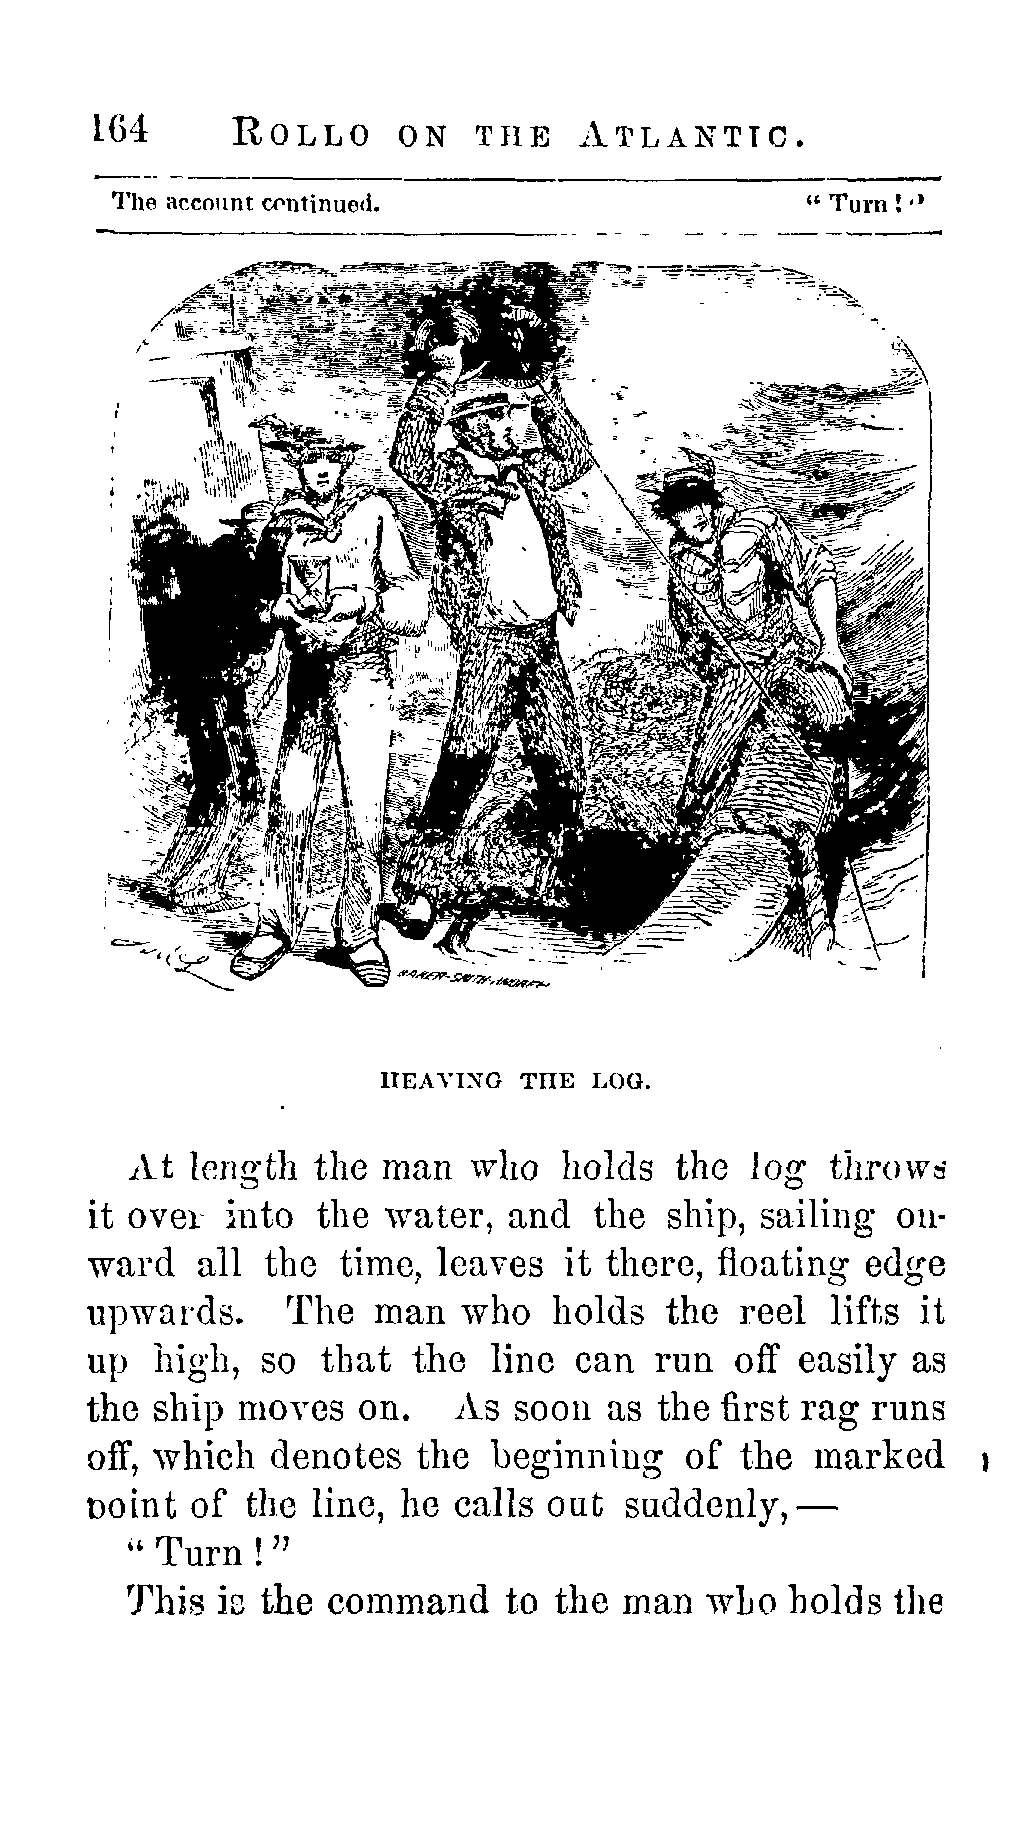 164 ROLLO ON THE ATLANTIC.
The account continued. “ Turn ! ”
BAKER-SMITH-ANDREW
HEAVING THE LOG.
At length the man who holds the log throws
it over into the water, and the ship, sailing on-
ward all the time, leaves it there, floating edge
upwards. The man who holds the reel lifts it
up high, so that the line can run off easily as
the ship moves on. As soon as the first rag runs
off, which denotes the beginning of the marked
point of the line, he calls out suddenly, —
“ Turn ! ”
This is the command to the man who holds the